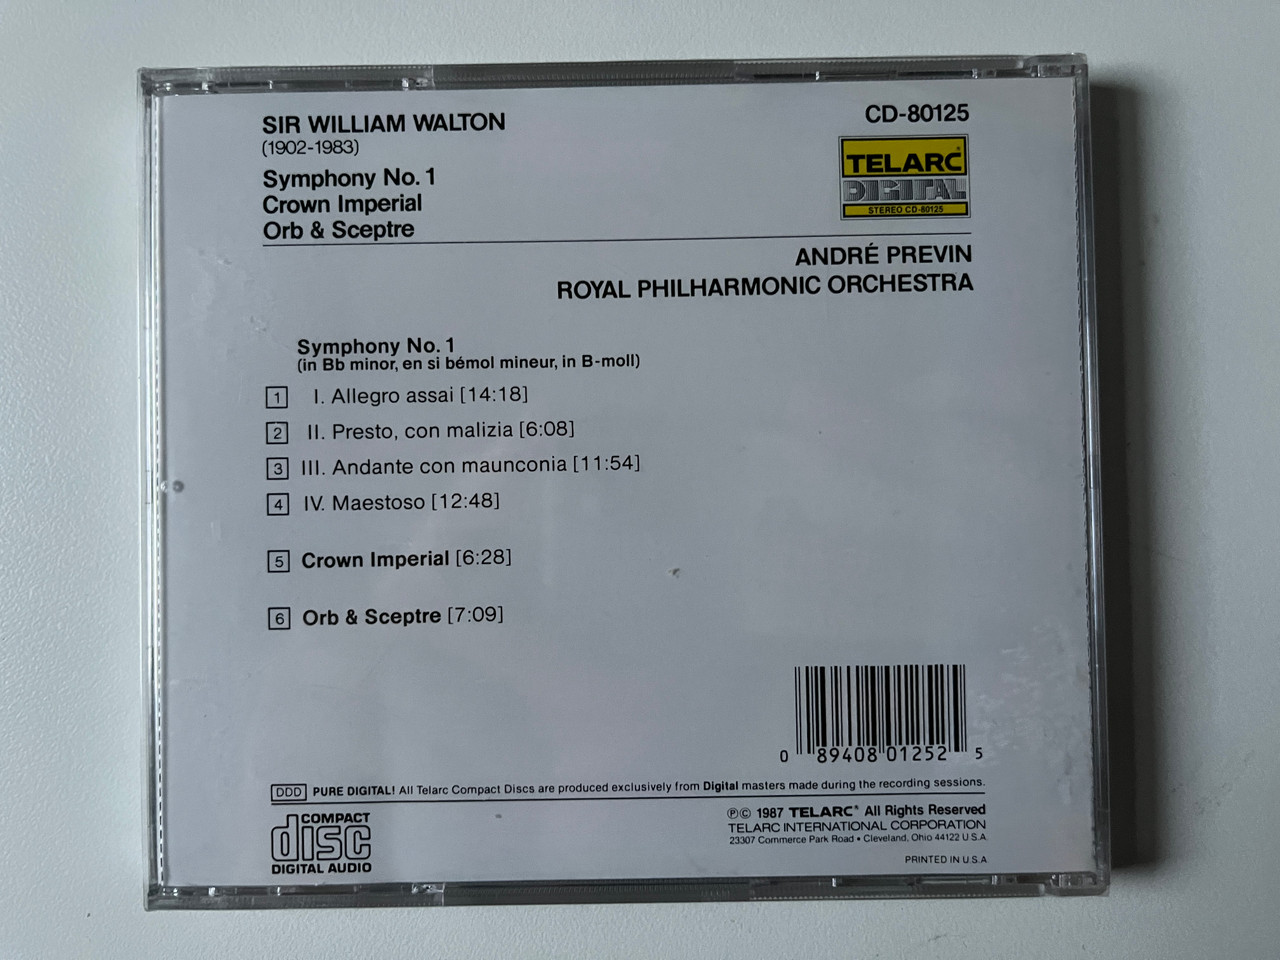 SIR WILLIAM WALTON
(1902-1983)
Symphony No. 1
Crown Imperial
Orb & Sceptre
CD-80125
TELARC®
DIGITAL
STEREO CD-80125
ANDRÉ PREVIN
ROYAL PHILHARMONIC ORCHESTRA
Symphony No. 1
(in Bb minor, en si bémol mineur, in B-moll)
1 I. Allegro assai [14:18]
2 II. Presto, con malizia [6:08]
3 III. Andante con maunconia [11:54]
4 IV. Maestoso [12:48]
5 Crown Imperial [6:28]
6 Orb & Sceptre [7:09]
0 89408 01252 5
DDD PURE DIGITAL! All Telarc Compact Discs are produced exclusively from Digital masters made during the recording sessions.
COMPACT
disc
DIGITAL AUDIO
℗© 1987 TELARC® All Rights Reserved
TELARC INTERNATIONAL CORPORATION
23307 Commerce Park Road • Cleveland, Ohio 44122 U.S.A.
PRINTED IN U.S.A